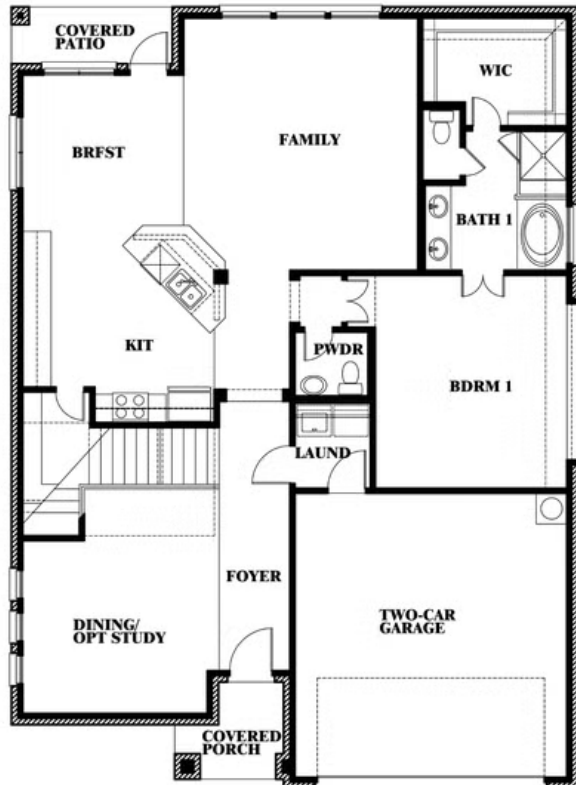 COVERED
PATIO
WIC
BRFST
FAMILY
BATH 1
KIT
PWDR
BDRM 1
LAUND
FOYER
DINING/
OPT STUDY
TWO-CAR
GARAGE
COVERED
PORCH